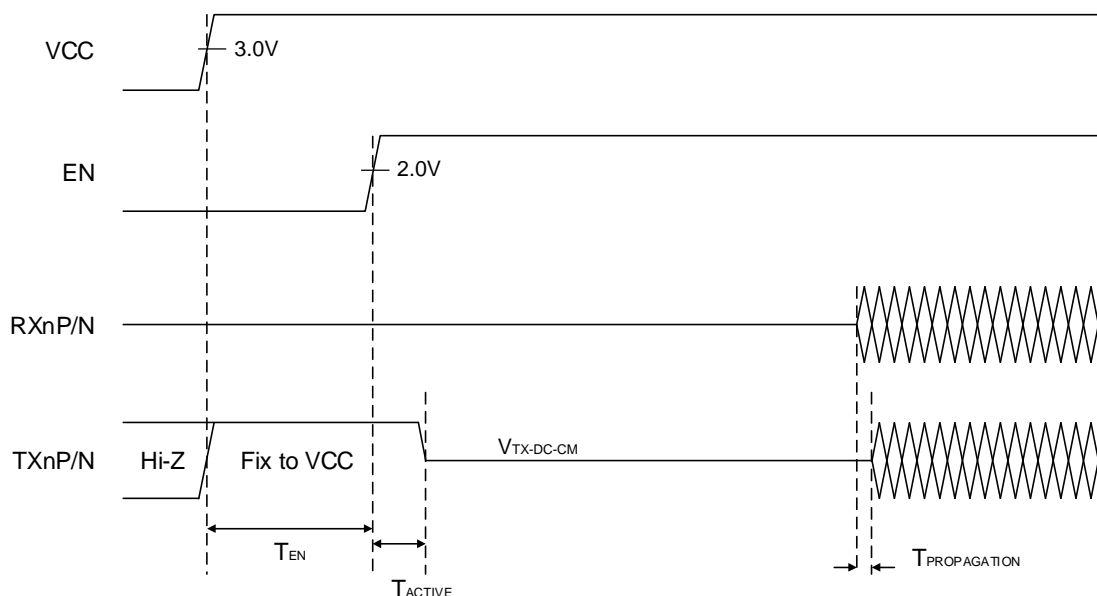 VCC
3.0V
EN
2.0V
RXnP/N
TXnP/N
Hi-Z
Fix to VCC
VTX-DC-CM
TEN
TACTIVE
TPROPAGATION